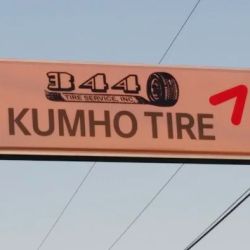 344
TIRE SERVICE, INC.
KUMHO TIRE